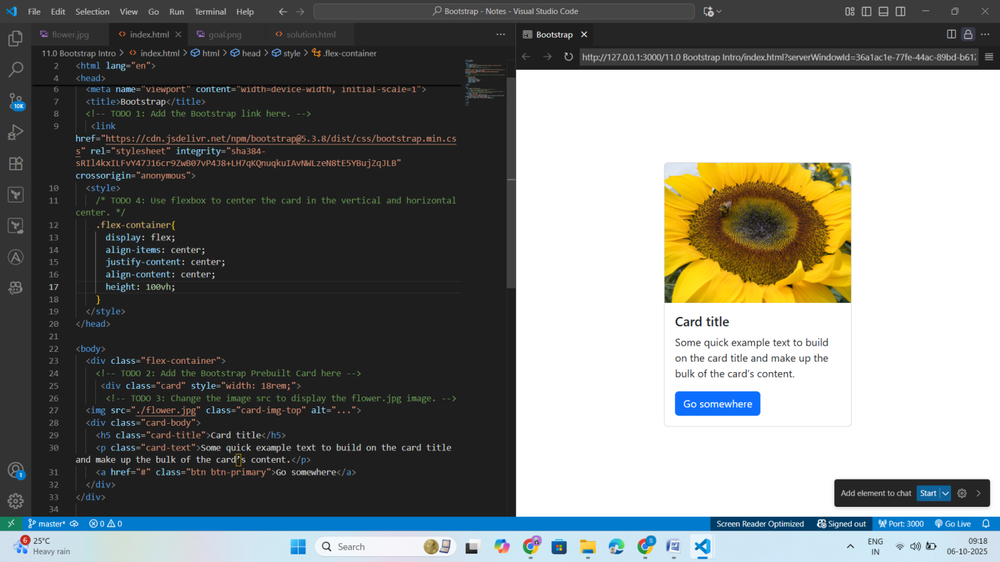 File Edit Selection View Go Run Terminal Help
Bootstrap - Notes - Visual Studio Code
flower.jpg index.html goal.png solution.html
11.0 Bootstrap Intro > index.html > html > head > style > .flex-container
2 <html lang="en">
4 <head>
6 <meta name="viewport" content="width=device-width, initial-scale=1">
7 <title>Bootstrap</title>
8 <!-- TODO 1: Add the Bootstrap link here. -->
9 <link
href="https://cdn.jsdelivr.net/npm/bootstrap@5.3.8/dist/css/bootstrap.min.cs
s" rel="stylesheet" integrity="sha384-
sRIl4kxILFvY47J16cr9ZwB07vP4J8+LH7qKQnuqkuIAvNWLzeN8tE5YBujZqJLB"
crossorigin="anonymous">
10 <style>
11 /* TODO 4: Use flexbox to center the card in the vertical and horizontal
center. */
12 .flex-container{
13 display: flex;
14 align-items: center;
15 justify-content: center;
16 align-content: center;
17 height: 100vh;
18 }
19 </style>
20 </head>
21
22 <body>
23 <div class="flex-container">
24 <!-- TODO 2: Add the Bootstrap Prebuilt Card here -->
25 <div class="card" style="width: 18rem;">
26 <!-- TODO 3: Change the image src to display the flower.jpg image. -->
27 <img src="./flower.jpg" class="card-img-top" alt="...">
28 <div class="card-body">
29 <h5 class="card-title">Card title</h5>
30 <p class="card-text">Some quick example text to build on the card title
and make up the bulk of the card’s content.</p>
31 <a href="#" class="btn btn-primary">Go somewhere</a>
32 </div>
33 </div>
34
10K
1
Bootstrap
http://127.0.0.1:3000/11.0 Bootstrap Intro/index.html?serverWindowId=36a1ac1e-77fe-44ac-89bd-b612
Card title
Some quick example text to build
on the card title and make up the
bulk of the card’s content.
Go somewhere
Add element to chat Start
master* 0 0
Screen Reader Optimized Signed out Port: 3000 Go Live
6 25°C
Heavy rain
Search
S
ENG
IN
09:18
06-10-2025